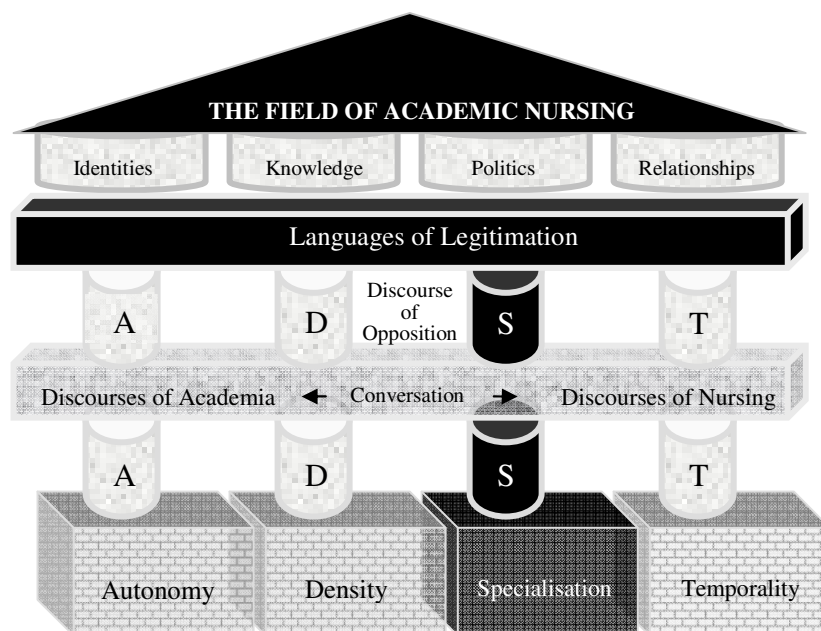 THE FIELD OF ACADEMIC NURSING
Identities Knowledge Politics Relationships
Languages of Legitimation
Discourse
of
Opposition
A D S T
Discourses of Academia Conversation Discourses of Nursing
A D S T
Autonomy Density Specialisation Temporality